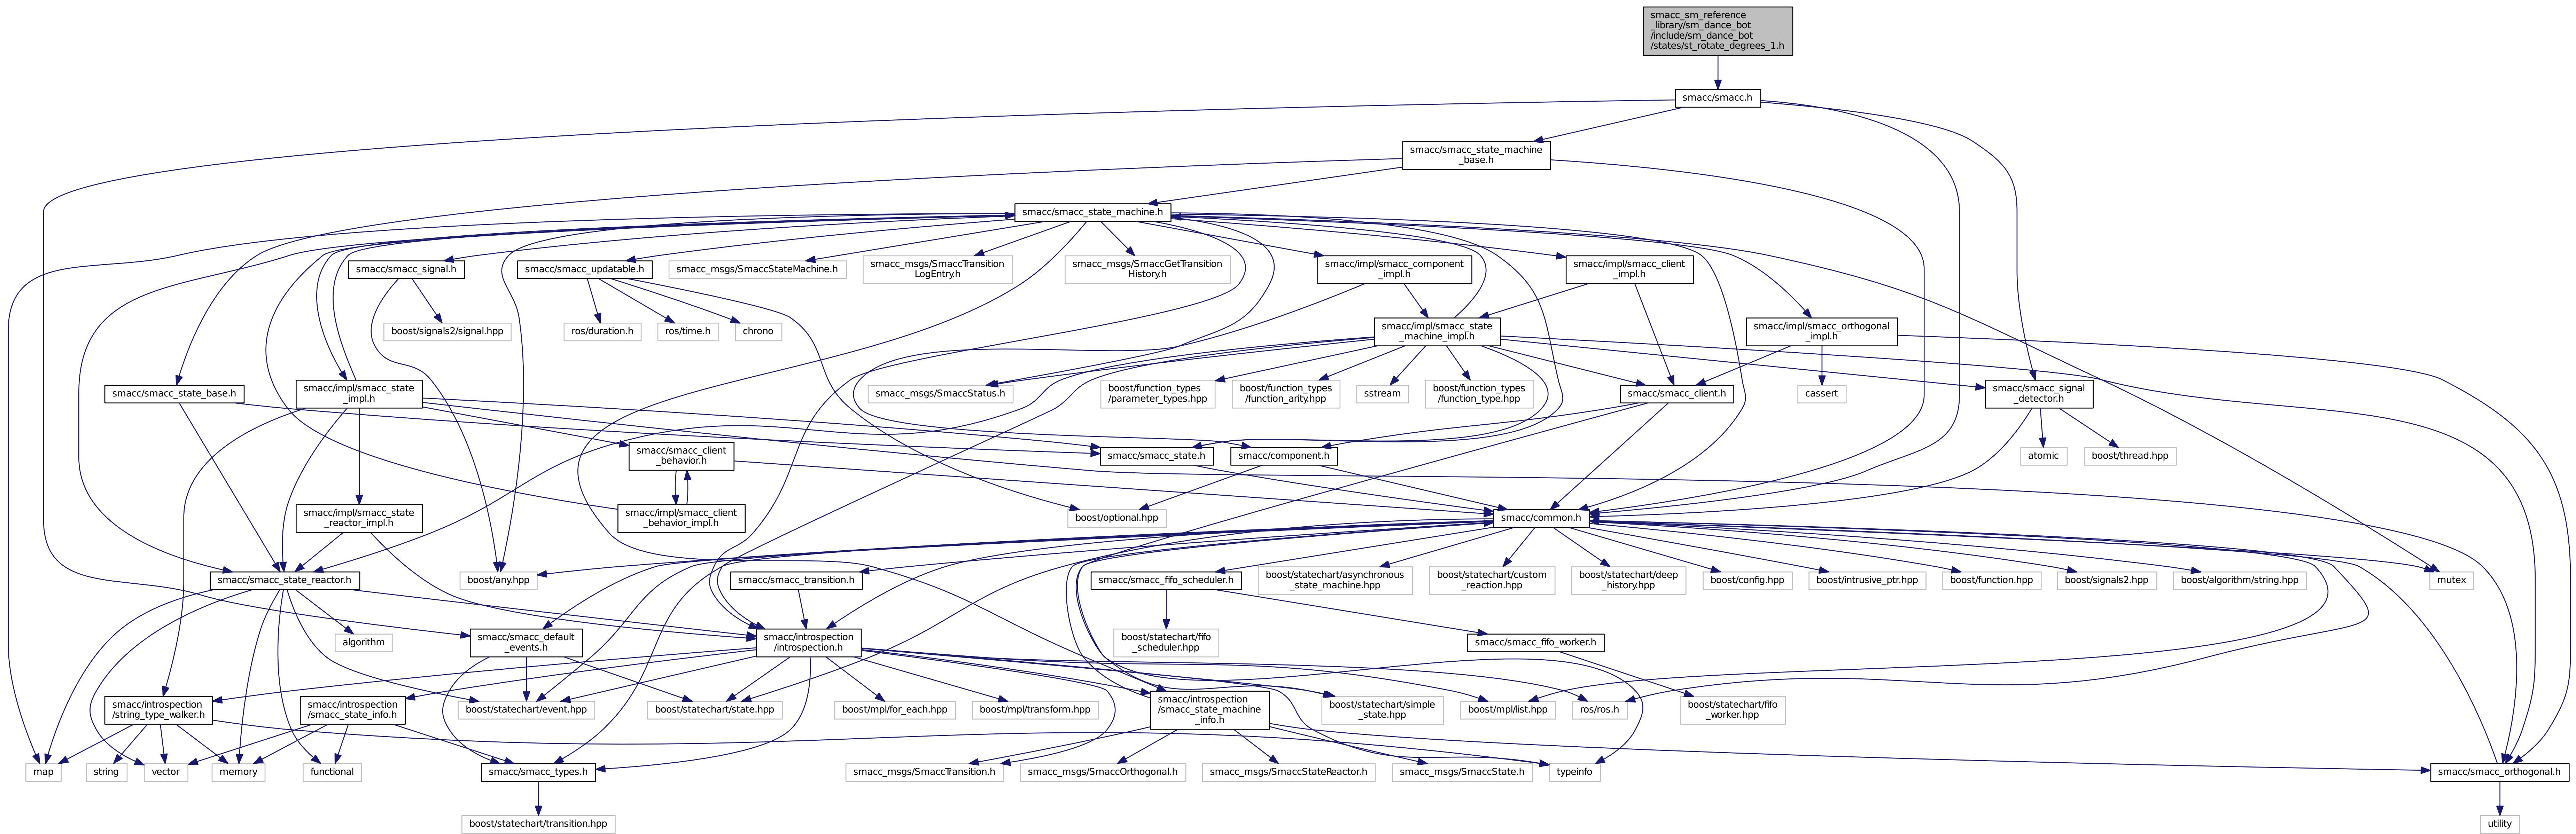 smacc_sm_reference
_library/sm_dance_bot
/include/sm_dance_bot
/states/st_rotate_degrees_1.h
smacc/smacc.h
smacc/smacc_state_machine
_base.h
smacc/smacc_state_machine.h
smacc/smacc_signal.h
smacc/smacc_updatable.h
smacc_msgs/SmaccStateMachine.h
smacc_msgs/SmaccTransition
LogEntry.h
smacc_msgs/SmaccGetTransition
History.h
smacc/impl/smacc_component
_impl.h
smacc/impl/smacc_client
_impl.h
boost/signals2/signal.hpp
ros/duration.h
ros/time.h
chrono
smacc/impl/smacc_state
_machine_impl.h
smacc/impl/smacc_orthogonal
_impl.h
smacc/smacc_state_base.h
smacc/impl/smacc_state
_impl.h
smacc_msgs/SmaccStatus.h
boost/function_types
/parameter_types.hpp
boost/function_types
/function_arity.hpp
sstream
boost/function_types
/function_type.hpp
smacc/smacc_client.h
cassert
smacc/smacc_signal
_detector.h
smacc/smacc_client
_behavior.h
smacc/smacc_state.h
smacc/component.h
atomic
boost/thread.hpp
smacc/impl/smacc_state
_reactor_impl.h
smacc/impl/smacc_client
_behavior_impl.h
boost/optional.hpp
smacc/common.h
smacc/smacc_state_reactor.h
boost/any.hpp
smacc/smacc_transition.h
smacc/smacc_fifo_scheduler.h
boost/statechart/asynchronous
_state_machine.hpp
boost/statechart/custom
_reaction.hpp
boost/statechart/deep
_history.hpp
boost/config.hpp
boost/intrusive_ptr.hpp
boost/function.hpp
boost/signals2.hpp
boost/algorithm/string.hpp
mutex
algorithm
smacc/smacc_default
_events.h
smacc/introspection
/introspection.h
boost/statechart/fifo
_scheduler.hpp
smacc/smacc_fifo_worker.h
smacc/introspection
/string_type_walker.h
smacc/introspection
/smacc_state_info.h
boost/statechart/event.hpp
boost/statechart/state.hpp
boost/mpl/for_each.hpp
boost/mpl/transform.hpp
smacc/introspection
/smacc_state_machine
_info.h
boost/statechart/simple
_state.hpp
boost/mpl/list.hpp
ros/ros.h
boost/statechart/fifo
_worker.hpp
map
string
vector
memory
functional
smacc/smacc_types.h
smacc_msgs/SmaccTransition.h
smacc_msgs/SmaccOrthogonal.h
smacc_msgs/SmaccStateReactor.h
smacc_msgs/SmaccState.h
typeinfo
smacc/smacc_orthogonal.h
boost/statechart/transition.hpp
utility